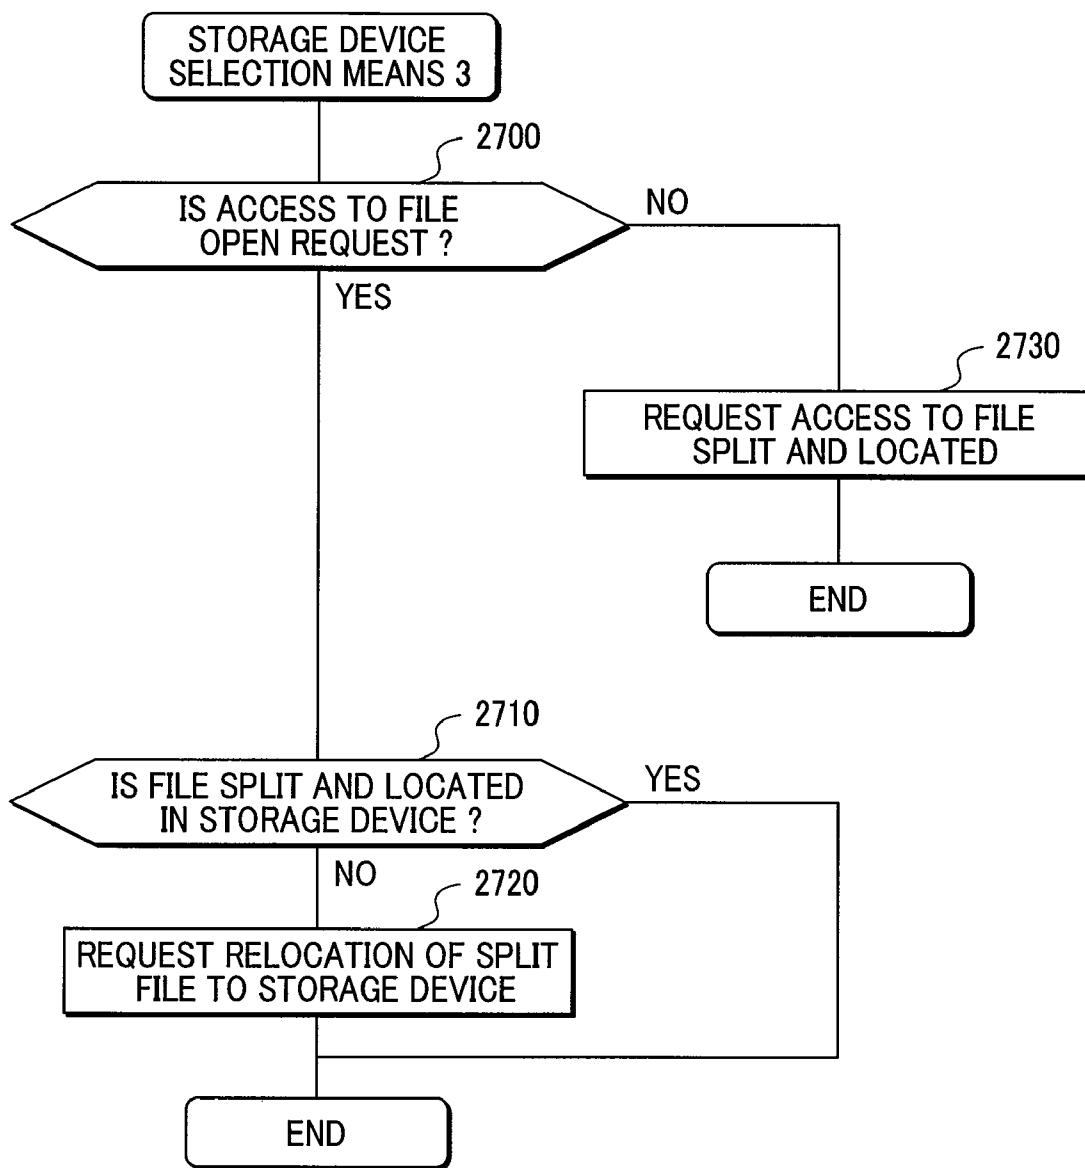 STORAGE DEVICE
SELECTION MEANS 3
2700
IS ACCESS TO FILE
OPEN REQUEST ?
NO
YES
2730
REQUEST ACCESS TO FILE
SPLIT AND LOCATED
END
2710
IS FILE SPLIT AND LOCATED
IN STORAGE DEVICE ?
YES
NO
2720
REQUEST RELOCATION OF SPLIT
FILE TO STORAGE DEVICE
END